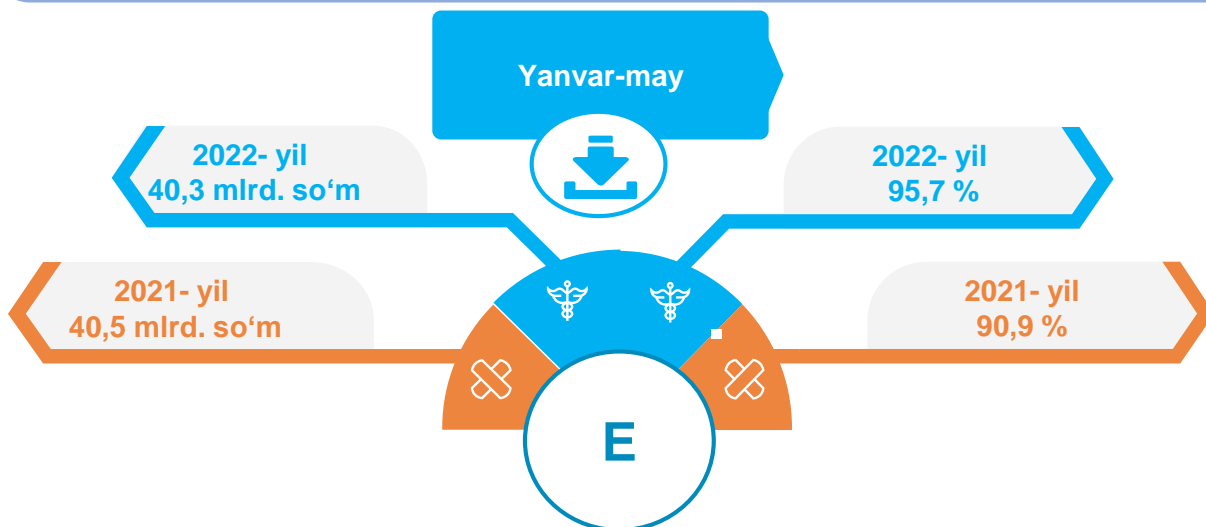 Yanvar-may
2022- yil
40,3 mlrd. so‘m
2022- yil
95,7 %
2021- yil
40,5 mlrd. so‘m
2021- yil
90,9 %
E